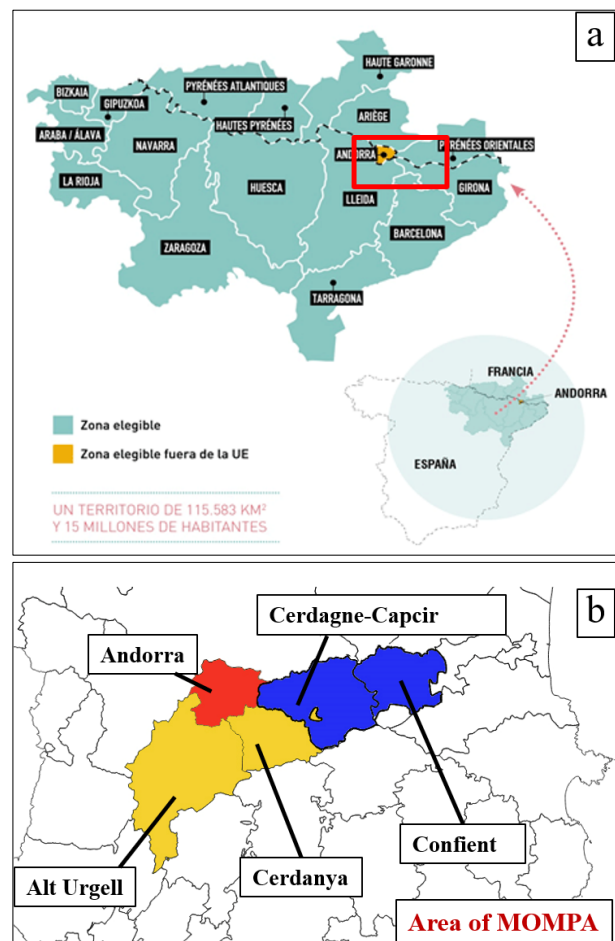 a
HAUTE GARONNE
PYRÉNÉES ATLANTIQUES
BIZKAIA
GIPUZKOA
ARIÈGE
HAUTES PYRÉNÉES
ARABA / ÁLAVA
NAVARRA
ANDORRA
PYRÉNÉES ORIENTALES
LA RIOJA
HUESCA
LLEIDA
GIRONA
BARCELONA
ZARAGOZA
TARRAGONA
FRANCIA
ANDORRA
ESPAÑA
Zona elegible
Zona elegible fuera de la UE
UN TERRITORIO DE 115.583 KM²
Y 15 MILLONES DE HABITANTES
b
Cerdagne-Capcir
Andorra
Confient
Alt Urgell
Cerdanya
Area of MOMPA